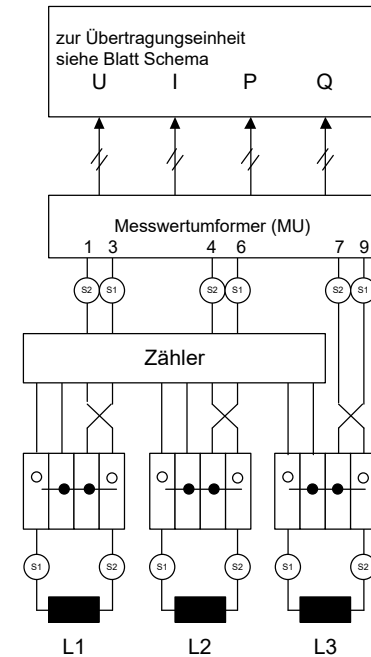 zur Übertragungseinheit
siehe Blatt Schema
U I P Q
Messwertumformer (MU)
1 3 4 6 7 9
S2 S1 S2 S1 S2 S1
Zähler
S1 S2 S1 S2 S1 S2
L1 L2 L3